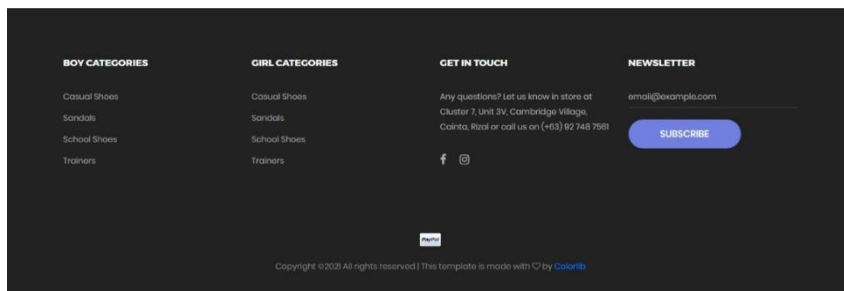 BOY CATEGORIES
Casual Shoes
Sandals
School Shoes
Trainers
GIRL CATEGORIES
Casual Shoes
Sandals
School Shoes
Trainers
GET IN TOUCH
Any questions? Let us know in store at
Cluster 7, Unit 3V, Cambridge Village,
Cainta, Rizal or call us on (+63) 92 748 7561
NEWSLETTER
email@example.com
SUBSCRIBE
PayPal
Copyright ©2021 All rights reserved | This template is made with ♡ by Colorlib